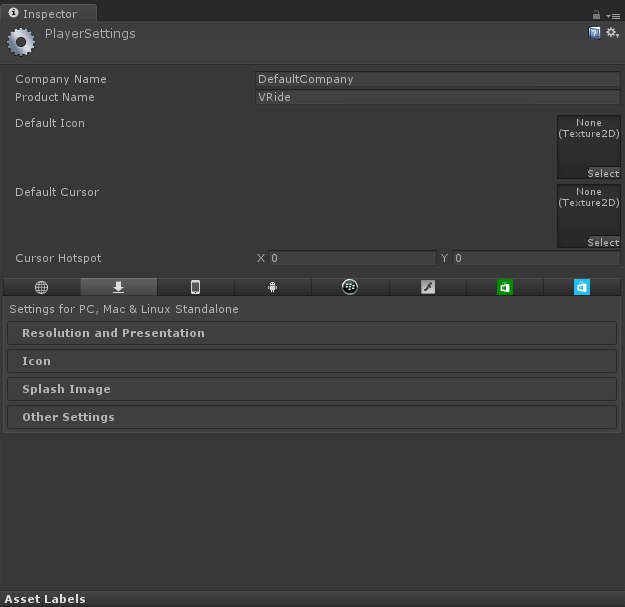 Inspector
PlayerSettings
Company Name DefaultCompany
Product Name VRide
Default Icon
None
(Texture2D)
Select
Default Cursor
None
(Texture2D)
Select
Cursor Hotspot X 0 Y 0
Settings for PC, Mac & Linux Standalone
Resolution and Presentation
Icon
Splash Image
Other Settings
Asset Labels